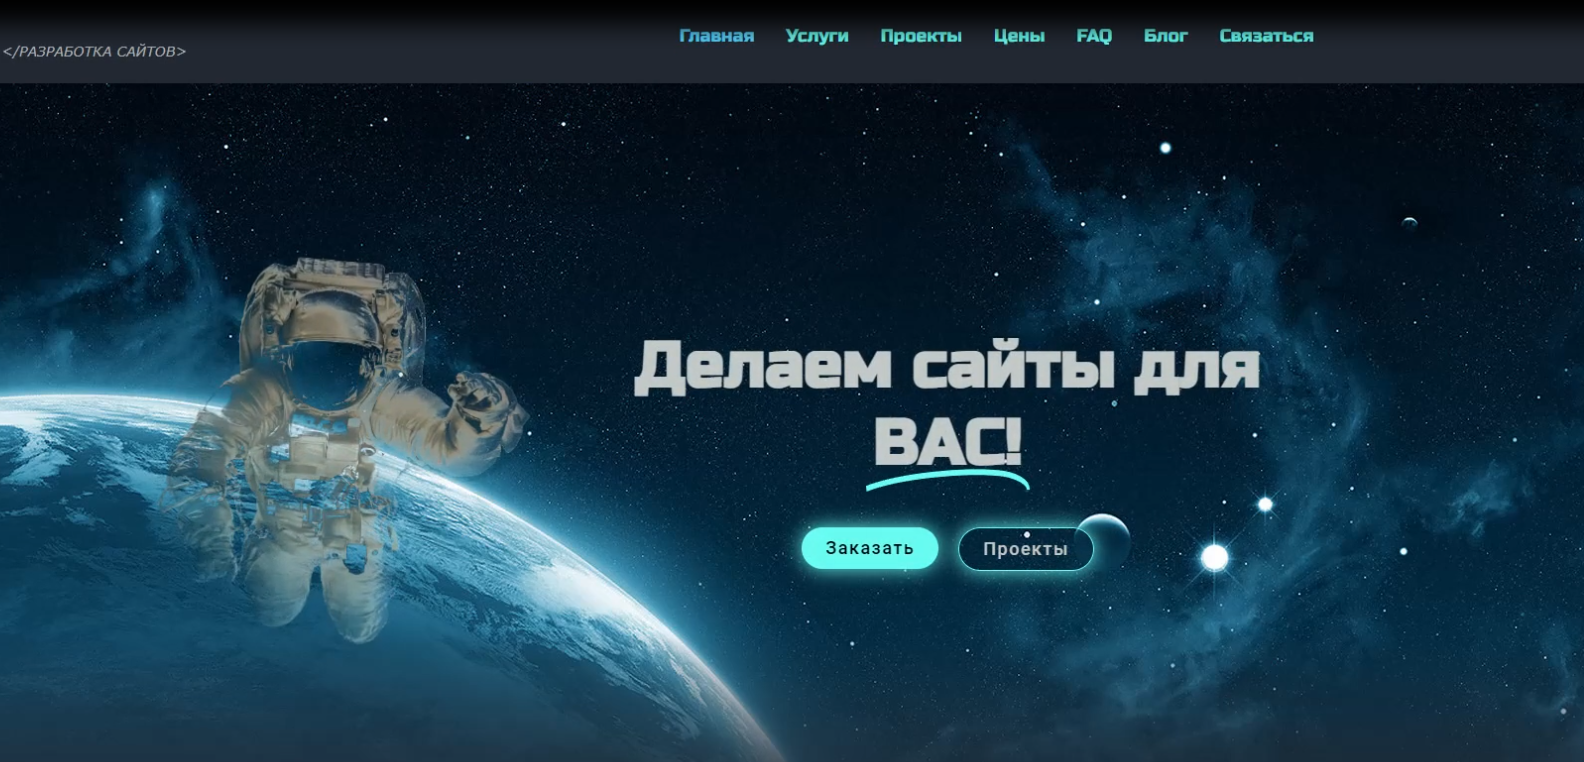 </РАЗРАБОТКА САЙТОВ>
Главная Услуги Проекты Цены FAQ Блог Связаться
Делаем сайты для
ВАС!
Заказать Проекты